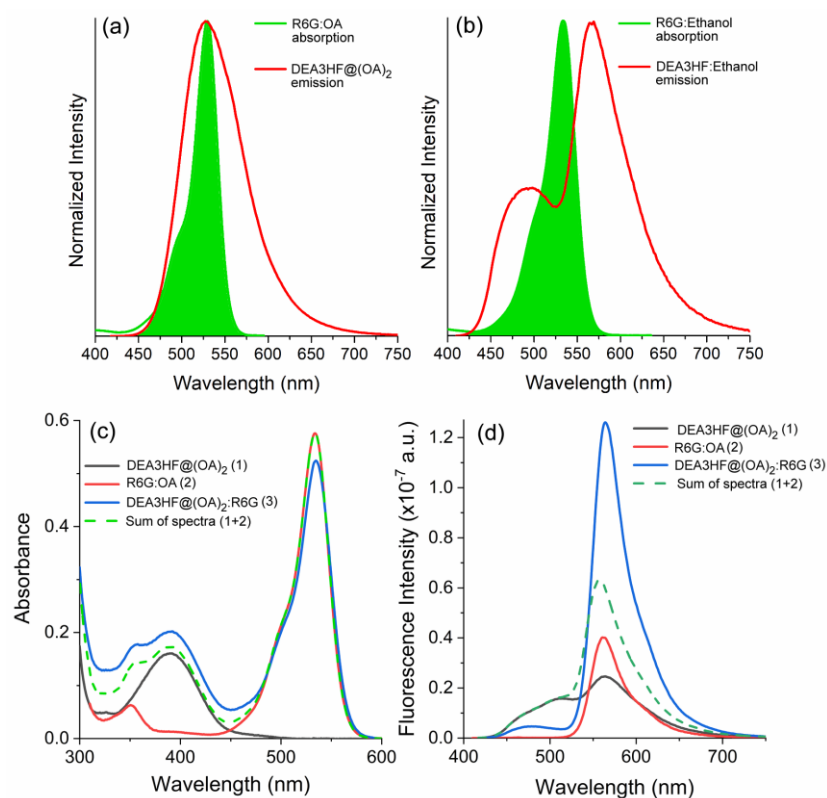 (a)
R6G:OA
absorption
DEA3HF@(OA)2
emission
Normalized Intensity
400 450 500 550 600 650 700 750
Wavelength (nm)
(b)
R6G:Ethanol
absorption
DEA3HF:Ethanol
emission
Normalized Intensity
400 450 500 550 600 650 700 750
Wavelength (nm)
(c)
DEA3HF@(OA)2 (1)
R6G:OA (2)
DEA3HF@(OA)2:R6G (3)
Sum of spectra (1+2)
Absorbance
0.6
0.4
0.2
0.0
300 400 500 600
Wavelength (nm)
(d)
DEA3HF@(OA)2 (1)
R6G:OA (2)
DEA3HF@(OA)2:R6G (3)
Sum of spectra (1+2)
Fluorescence Intensity (x10-7 a.u.)
1.2
1.0
0.8
0.6
0.4
0.2
0.0
400 500 600 700
Wavelength (nm)